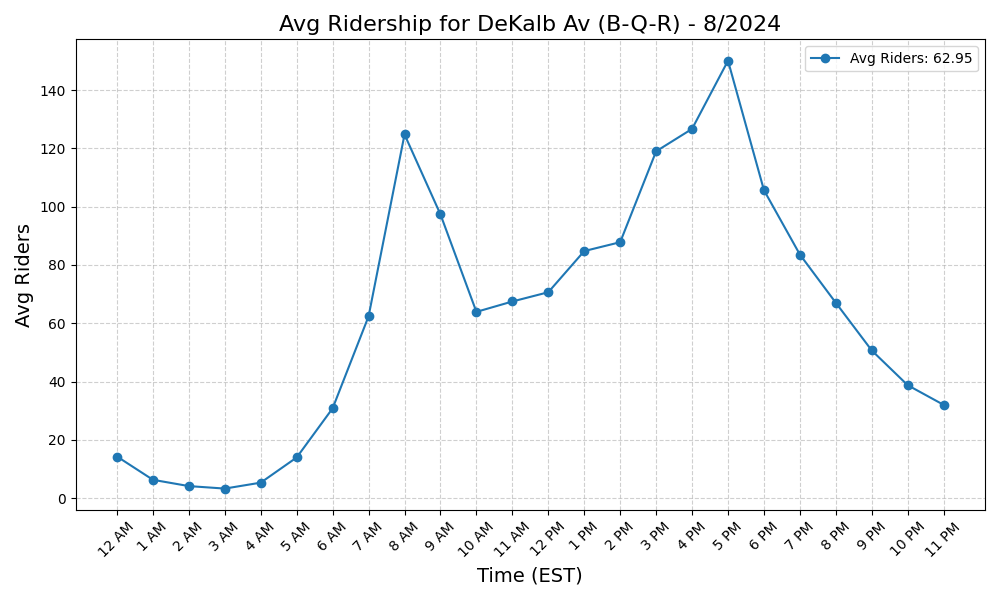 Avg Ridership for DeKalb Av (B-Q-R) - 8/2024
Avg Riders: 62.95
Avg Riders
140
120
100
80
60
40
20
0
12 AM
1 AM
2 AM
3 AM
4 AM
5 AM
6 AM
7 AM
8 AM
9 AM
10 AM
11 AM
12 PM
1 PM
2 PM
3 PM
4 PM
5 PM
6 PM
7 PM
8 PM
9 PM
10 PM
11 PM
Time (EST)